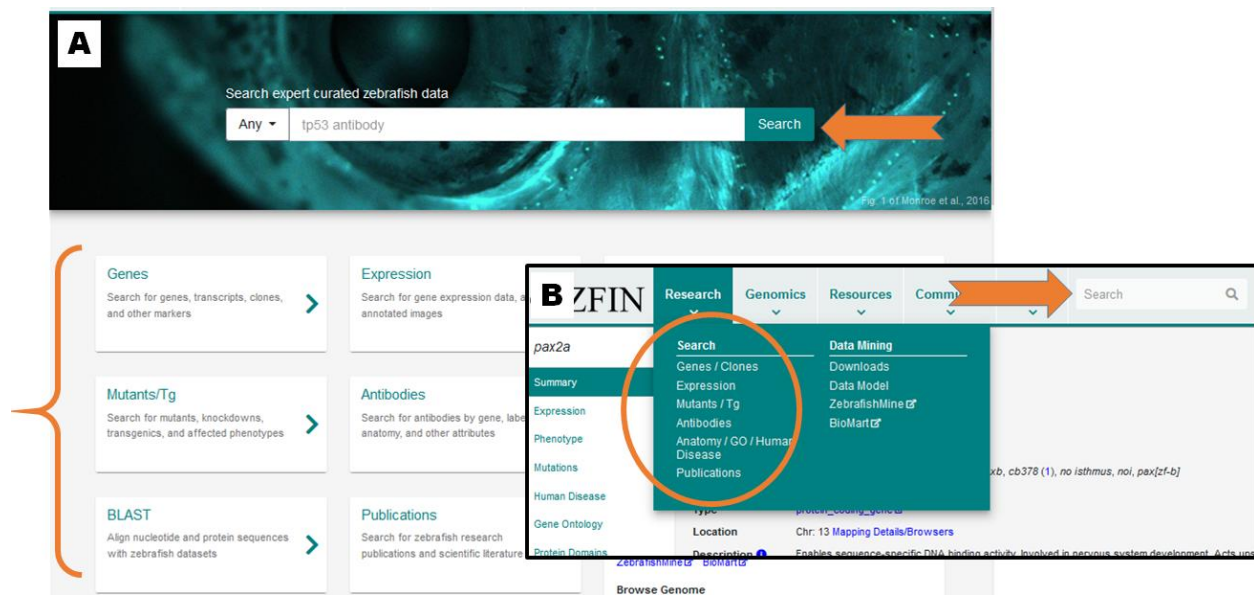 A
Search expert curated zebrafish data
Any
tp53 antibody
Search
Fig. 1 of Monroe et al., 2016
Genes
Search for genes, transcripts, clones,
and other markers
Expression
Search for gene expression data,
annotated images
Mutants/Tg
Search for mutants, knockdowns,
transgenics, and affected phenotypes
Antibodies
Search for antibodies by gene,
anatomy, and other attributes
BLAST
Align nucleotide and protein sequences
with zebrafish datasets
Publications
Search for zebrafish research
publications and scientific literature
B
ZFIN
Research
Genomics
Resources
Search
pax2a
Summary
Expression
Phenotype
Mutations
Human Disease
Gene Ontology
Protein Domains
Search
Genes / Clones
Expression
Mutants / Tg
Antibodies
Anatomy / GO / Human
Disease
Publications
Data Mining
Downloads
Data Model
ZebrafishMine
BioMart
xb, cb378 (1), no isthmus, noi, pax[zf-b]
Type protein_coding_gene
Location Chr: 13 Mapping Details/Browsers
Description Enables sequence-specific DNA binding activity. Involved in nervous system development. Acts
ZebrafishMine BioMart
Browse Genome